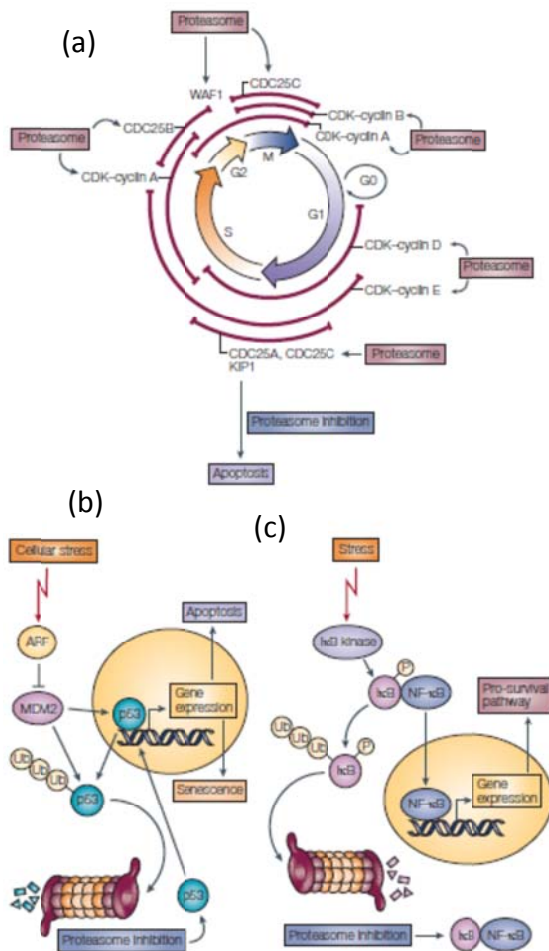 (a)
Proteasome
WAF1
CDC25C
CDK-cyclin B
CDK-cyclin A
Proteasome
CDC25B
Proteasome
CDK-cyclin A
G2
M
G0
G1
S
CDK-cyclin D
Proteasome
CDK-cyclin E
CDC25A, CDC25C
KIP1
Proteasome
Proteasome Inhibition
Apoptosis
(b)
Cellular stress
ARF
MDM2
Apoptosis
p53
Gene
expression
Ub
Ub
Ub
p53
Senescence
p53
Proteasome Inhibition
(c)
Stress
IκB kinase
P
IκB
NF-κB
Pro-survival
pathway
Ub
Ub
Ub
P
IκB
Gene
expression
NF-κB
Proteasome Inhibition
IκB
NF-κB